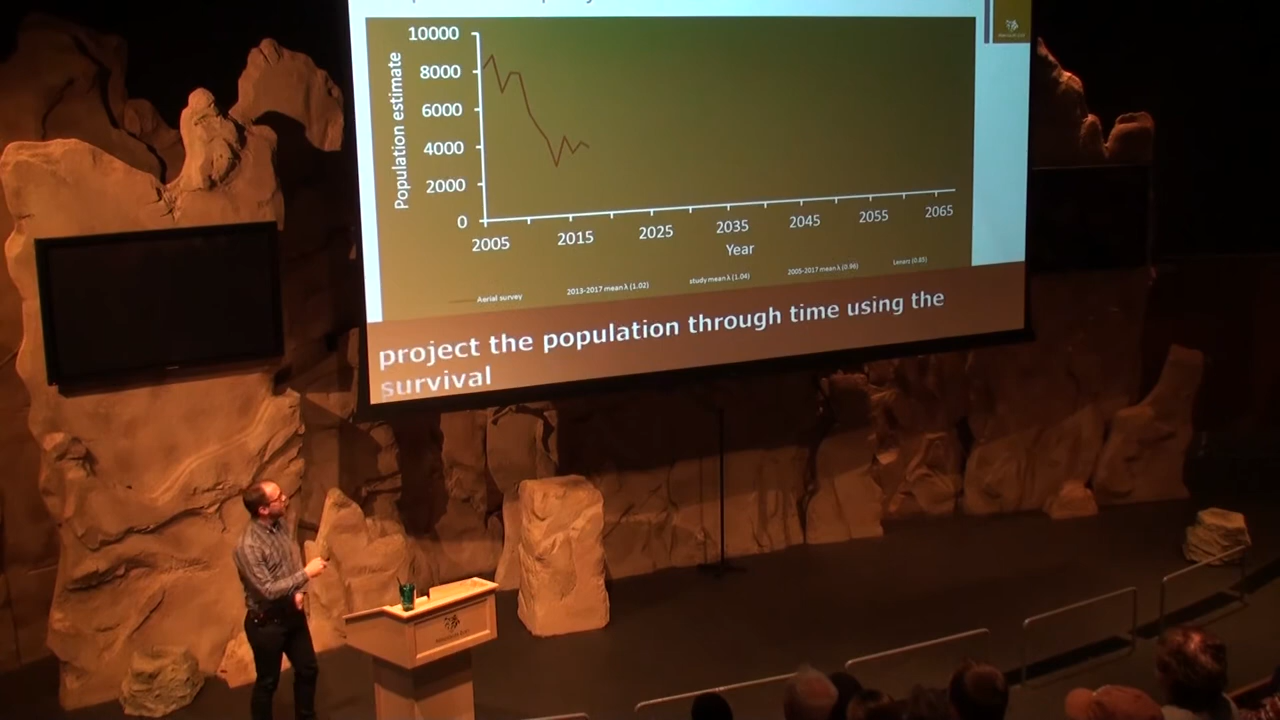 10000
8000
6000
4000
2000
0
Population estimate
2005 2015 2025 2035 2045 2055 2065
Year
Aerial survey 2013-2017 mean λ (1.02) study mean λ (1.04) 2005-2017 mean λ (0.96)
project the population through time using the
survival